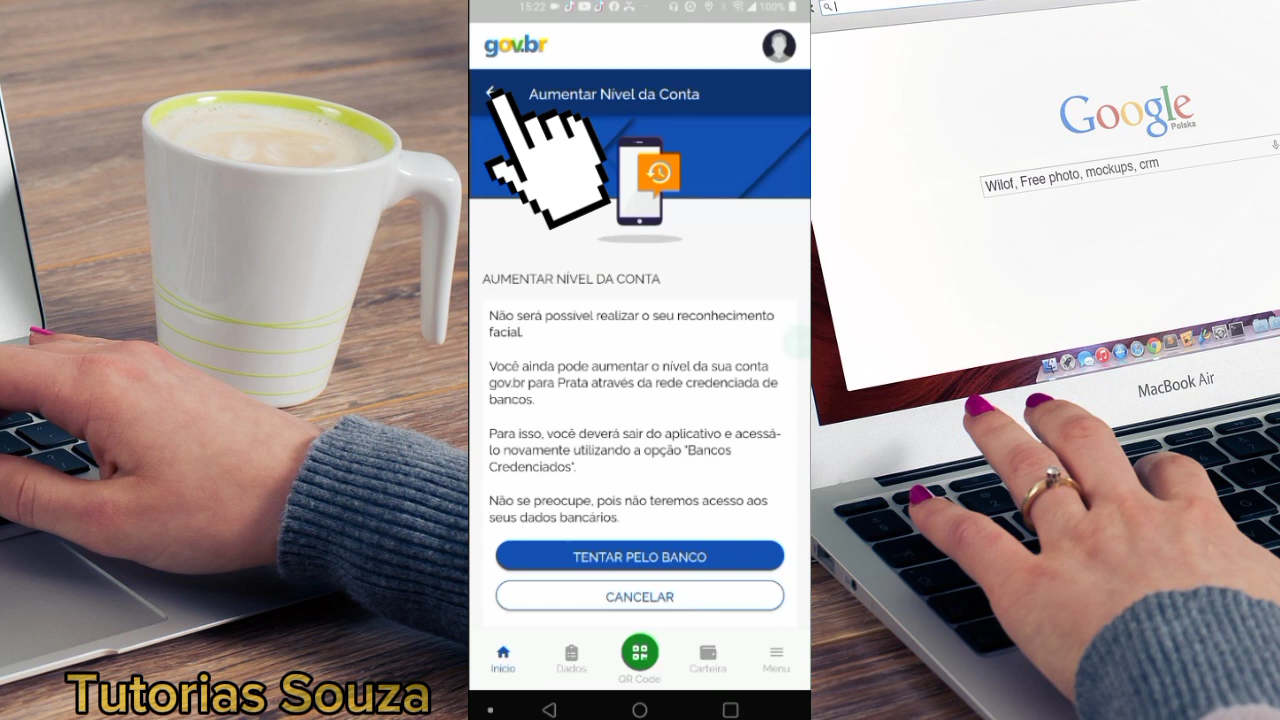 15:22
100%
gov.br
Aumentar Nível da Conta
AUMENTAR NÍVEL DA CONTA
Não será possível realizar o seu reconhecimento
facial.
Você ainda pode aumentar o nível da sua conta
gov.br para Prata através da rede credenciada de
bancos.
Para isso, você deverá sair do aplicativo e acessá-
lo novamente utilizando a opção "Bancos
Credenciados".
Não se preocupe, pois não teremos acesso aos
seus dados bancários.
TENTAR PELO BANCO
CANCELAR
Início
Dados
QR Code
Carteira
Menu
Tutorias Souza
Google
Polska
Wilof, Free photo, mockups, crm
MacBook Air